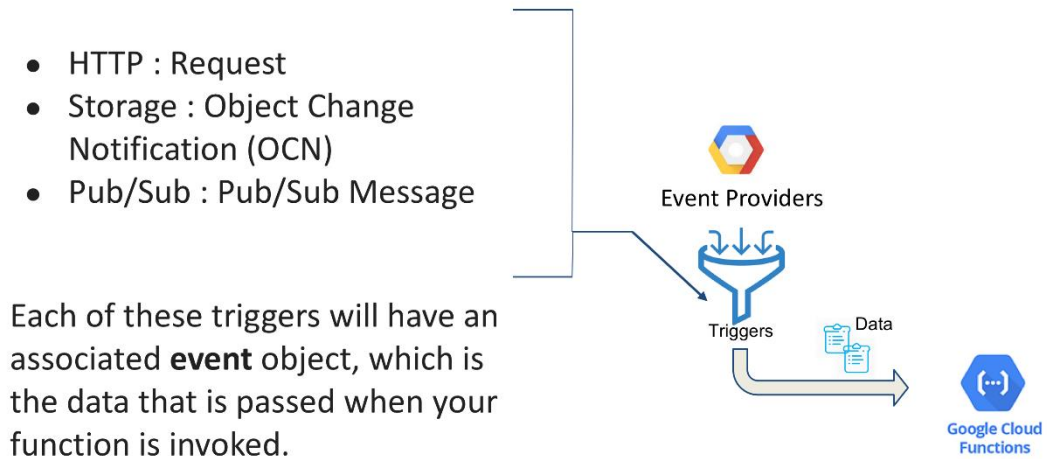 ● HTTP : Request
● Storage : Object Change
Notification (OCN)
● Pub/Sub : Pub/Sub Message
Each of these triggers will have an
associated event object, which is
the data that is passed when your
function is invoked.
Event Providers
Triggers
Data
Google Cloud
Functions